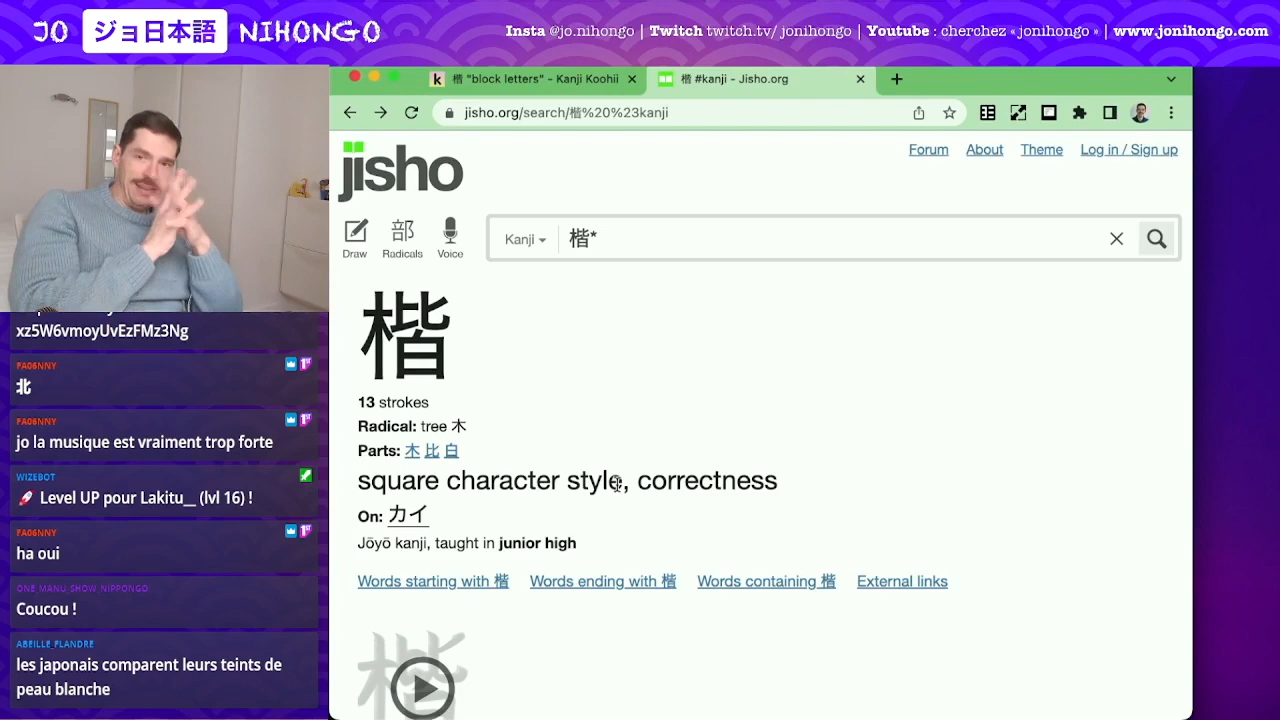 JO ジョ日本語 NIHONGO
Insta @jo.nihongo | Twitch twitch.tv/ jonihongo | Youtube : cherchez « jonihongo » | www.jonihongo.com
楷 "block letters" - Kanji Koohii
楷 #kanji - Jisho.org
jisho.org/search/楷%20%23kanji
jisho
Forum About Theme Log in / Sign up
Draw
部 Radicals
Voice
Kanji
楷*
楷
13 strokes
Radical: tree 木
Parts: 木 比 白
square character style, correctness
On: カイ
Jōyō kanji, taught in junior high
Words starting with 楷 Words ending with 楷 Words containing 楷 External links
楷
xz5W6vmoyUvEzFMz3Ng
FA06NNY
北
FA06NNY
jo la musique est vraiment trop forte
WIZEBOT
🚀 Level UP pour Lakitu__ (lvl 16) !
FA06NNY
ha oui
ONE_MANU_SHOW_NIPPONGO
Coucou !
ABEILLE_FLANDRE
les japonais comparent leurs teints de
peau blanche